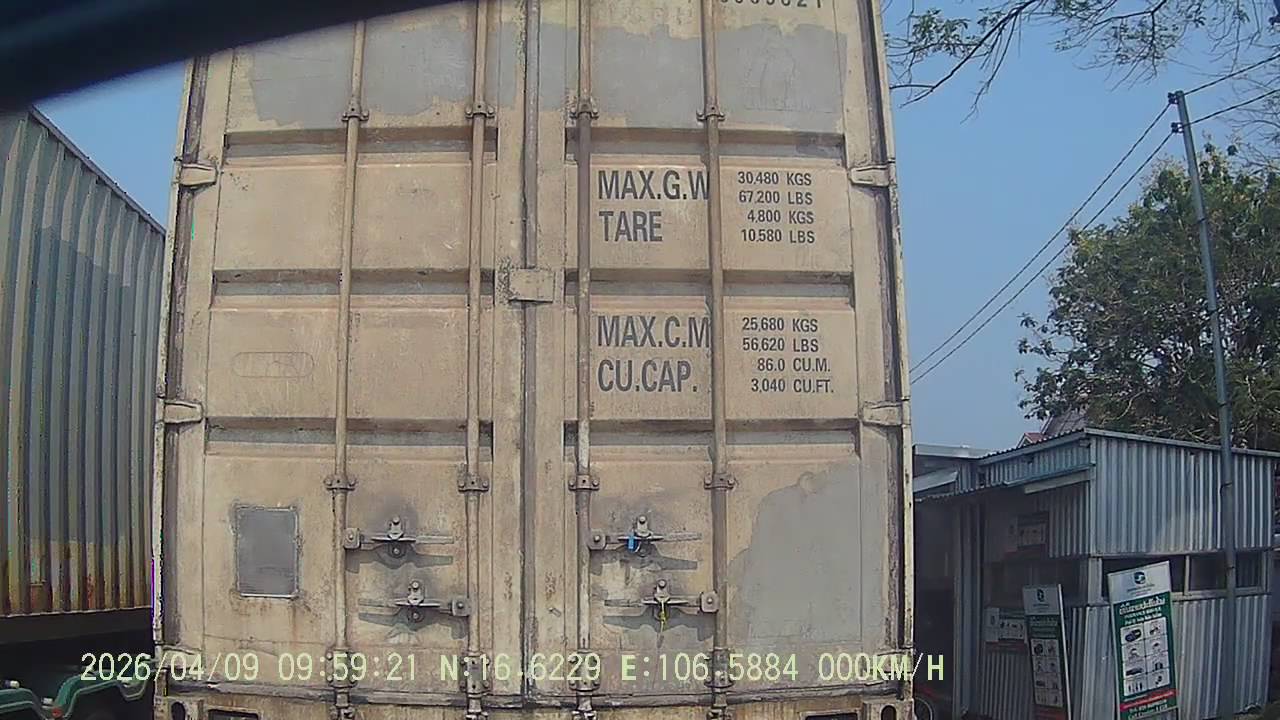 MAX.G.W 30,480 KGS
67,200 LBS
TARE 4,800 KGS
10,580 LBS
MAX.C.M 25,680 KGS
56,620 LBS
CU.CAP. 86.0 CU.M.
3,040 CU.FT.
2026/04/09 09:59:21 N:16.6229 E:106.5884 000KM/H